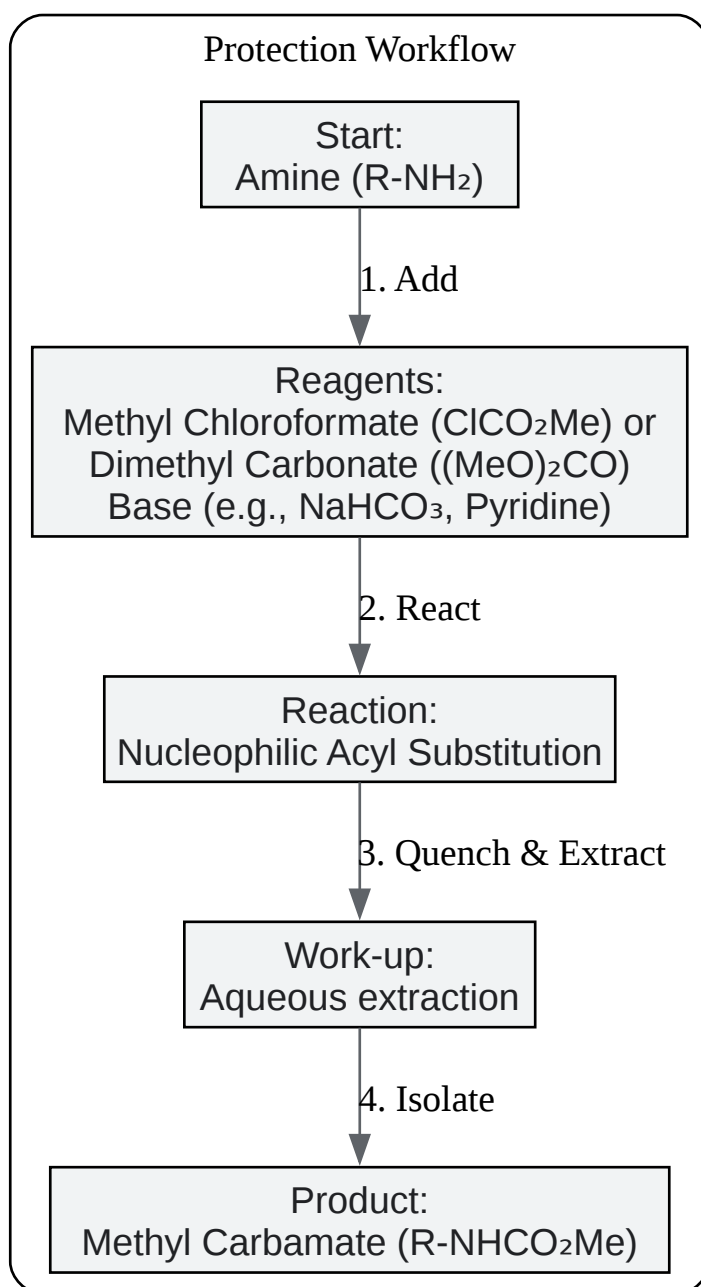 Protection Workflow
Start:
Amine (R-NH₂)
1. Add
Reagents:
Methyl Chloroformate (ClCO₂Me) or
Dimethyl Carbonate ((MeO)₂CO)
Base (e.g., NaHCO₃, Pyridine)
2. React
Reaction:
Nucleophilic Acyl Substitution
3. Quench & Extract
Work-up:
Aqueous extraction
4. Isolate
Product:
Methyl Carbamate (R-NHCO₂Me)